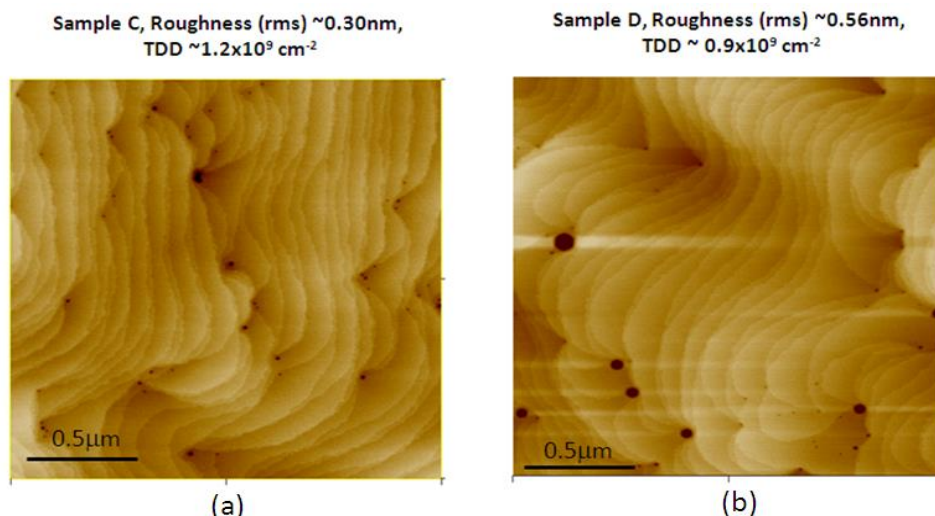 Sample C, Roughness (rms) ~0.30nm,
TDD ~1.2x10⁹ cm⁻²
Sample D, Roughness (rms) ~0.56nm,
TDD ~ 0.9x10⁹ cm⁻²
0.5μm
0.5μm
(a)
(b)